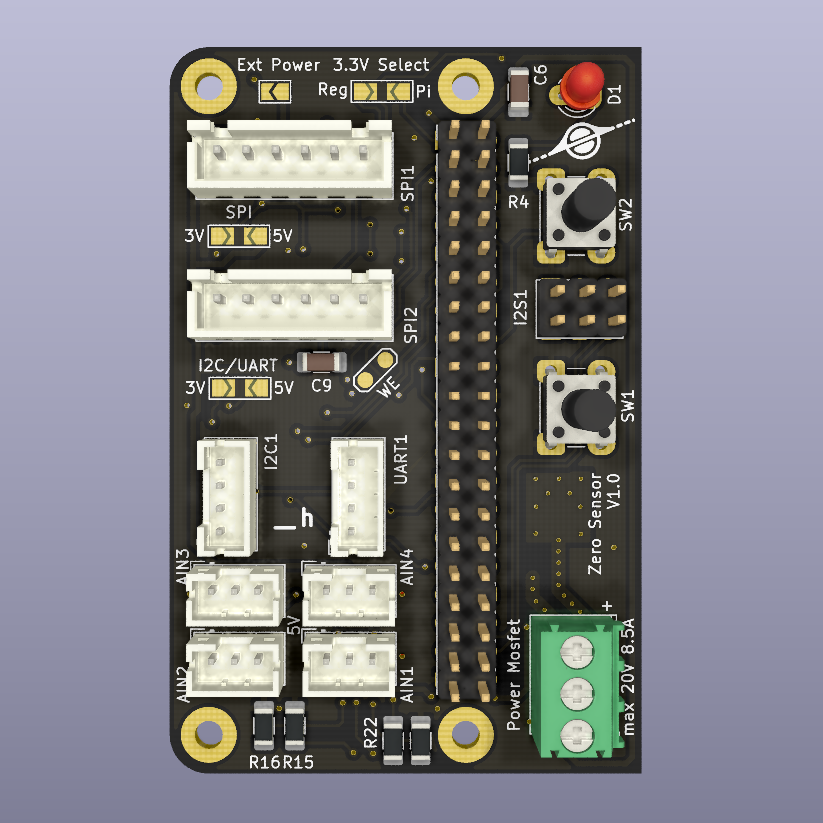 Ext Power 3.3V Select
Reg Pi
C6
D1
SPI1
R4
SW2
SPI
3V 5V
I2S1
SPI2
I2C/UART
3V 5V
C9
WE
SW1
I2C1
UART1
_h
Zero Sensor
V1.0
AIN3
AIN4
5V
+
AIN2
AIN1
Power Mosfet
max 20V 8.5A
R16 R15
R22